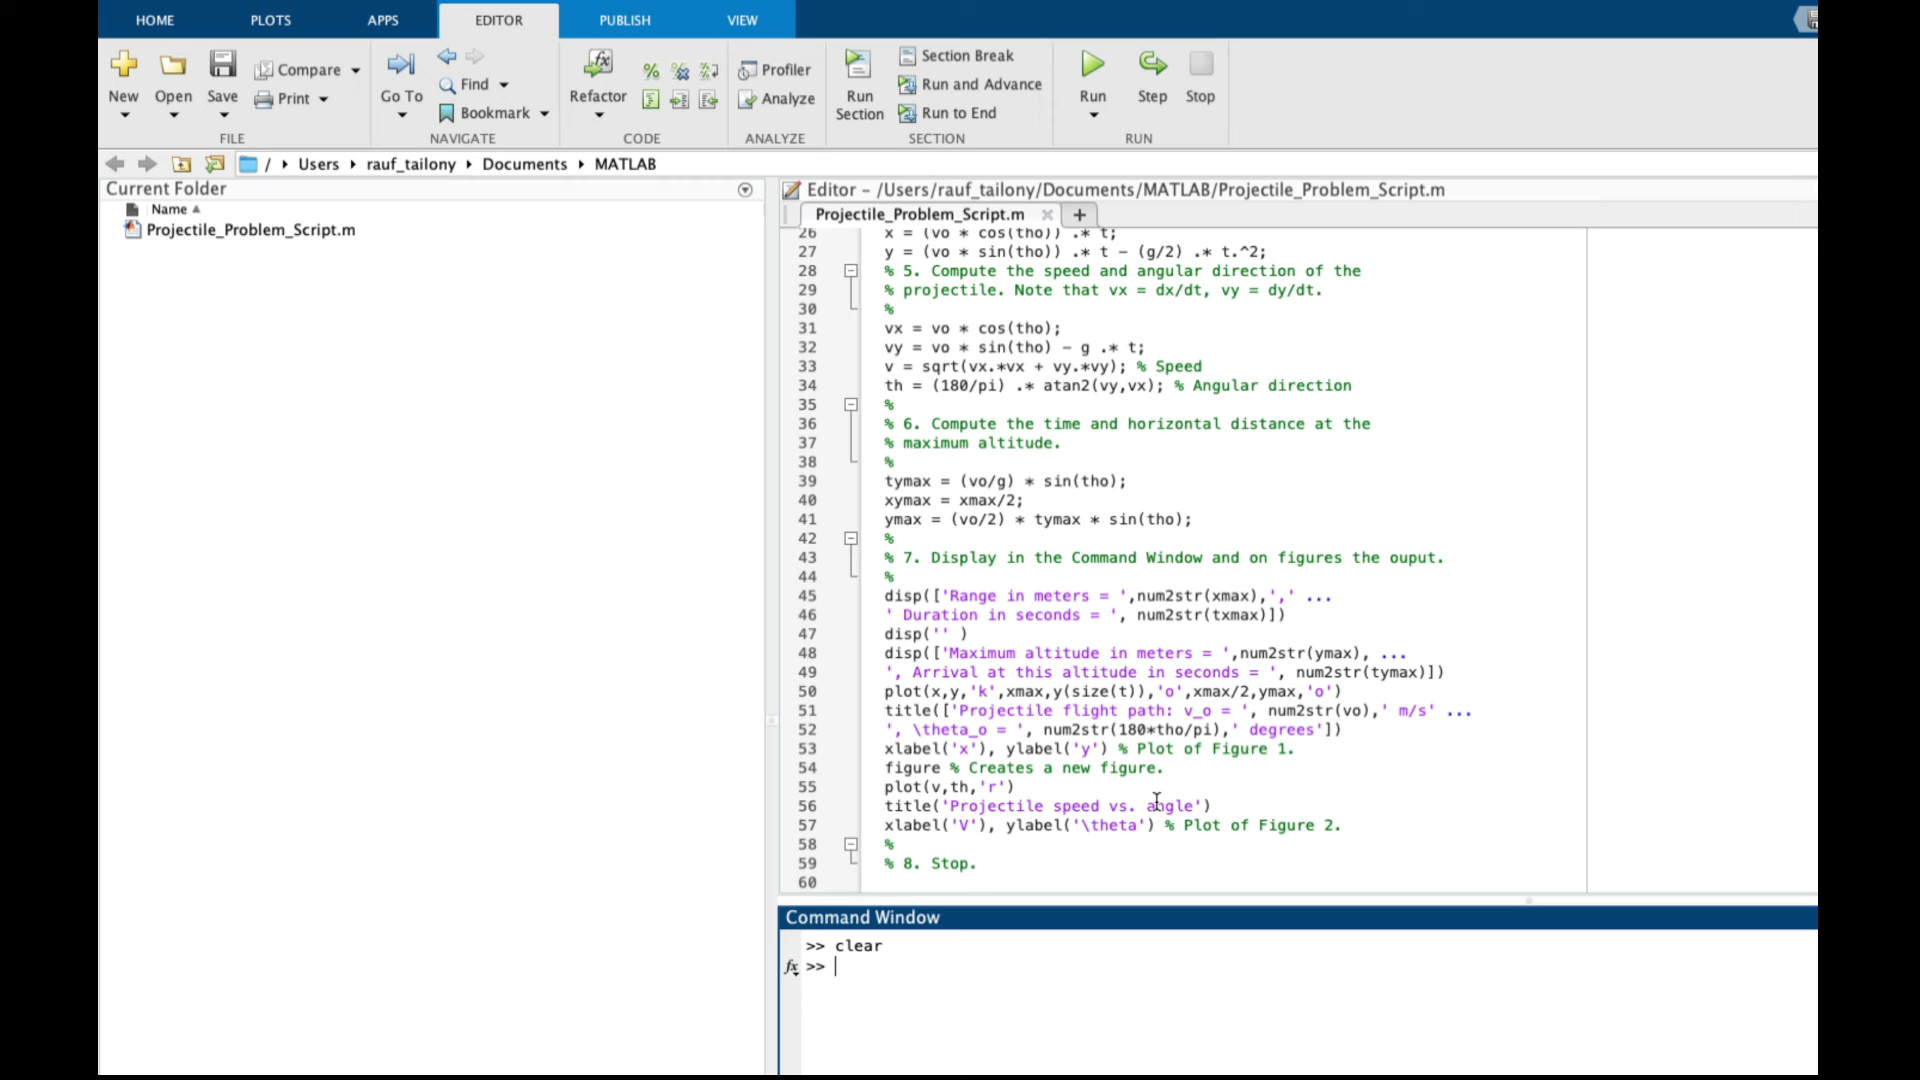 HOME PLOTS APPS EDITOR PUBLISH VIEW
New Open Save Compare Print FILE
Go To Find Bookmark NAVIGATE
Refactor CODE
Profiler Analyze ANALYZE
Run Section Section Break Run and Advance Run to End SECTION
Run Step Stop RUN
/ Users rauf_tailony Documents MATLAB
Current Folder
Name
Projectile_Problem_Script.m
Editor - /Users/rauf_tailony/Documents/MATLAB/Projectile_Problem_Script.m
Projectile_Problem_Script.m
26 x = (vo * cos(tho)) .* t;
27 y = (vo * sin(tho)) .* t - (g/2) .* t.^2;
28 % 5. Compute the speed and angular direction of the
29 % projectile. Note that vx = dx/dt, vy = dy/dt.
30 %
31 vx = vo * cos(tho);
32 vy = vo * sin(tho) - g .* t;
33 v = sqrt(vx.*vx + vy.*vy); % Speed
34 th = (180/pi) .* atan2(vy,vx); % Angular direction
35 %
36 % 6. Compute the time and horizontal distance at the
37 % maximum altitude.
38 %
39 tymax = (vo/g) * sin(tho);
40 xymax = xmax/2;
41 ymax = (vo/2) * tymax * sin(tho);
42 %
43 % 7. Display in the Command Window and on figures the ouput.
44 %
45 disp(['Range in meters = ',num2str(xmax),',' ...
46 ' Duration in seconds = ', num2str(txmax)])
47 disp('' )
48 disp(['Maximum altitude in meters = ',num2str(ymax), ...
49 ', Arrival at this altitude in seconds = ', num2str(tymax)])
50 plot(x,y,'k',xmax,y(size(t)),'o',xmax/2,ymax,'o')
51 title(['Projectile flight path: v_o = ', num2str(vo),' m/s' ...
52 ', \theta_o = ', num2str(180*tho/pi),' degrees'])
53 xlabel('x'), ylabel('y') % Plot of Figure 1.
54 figure % Creates a new figure.
55 plot(v,th,'r')
56 title('Projectile speed vs. angle')
57 xlabel('V'), ylabel('\theta') % Plot of Figure 2.
58 %
59 % 8. Stop.
60
Command Window
>> clear
fx >>